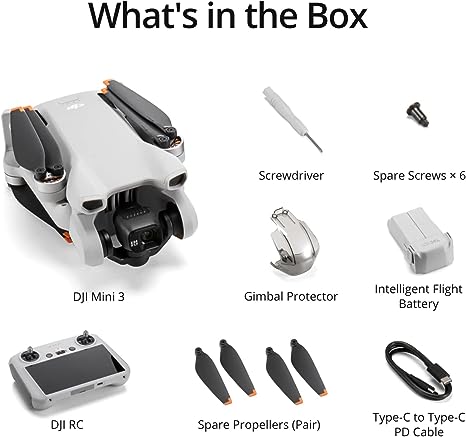 What's in the Box
Screwdriver
Spare Screws × 6
DJI Mini 3
Gimbal Protector
Intelligent Flight
Battery
DJI RC
Spare Propellers (Pair)
Type-C to Type-C
PD Cable